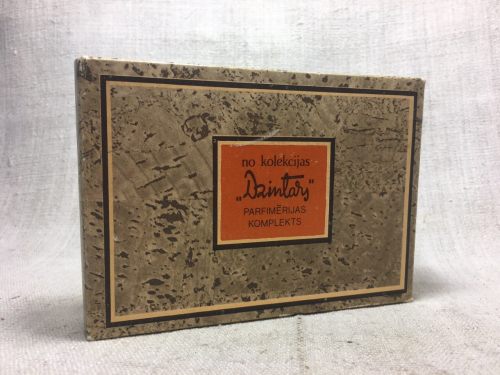 no kolekcijas
„Dzintars"
PARFIMĒRIJAS
KOMPLEKTS